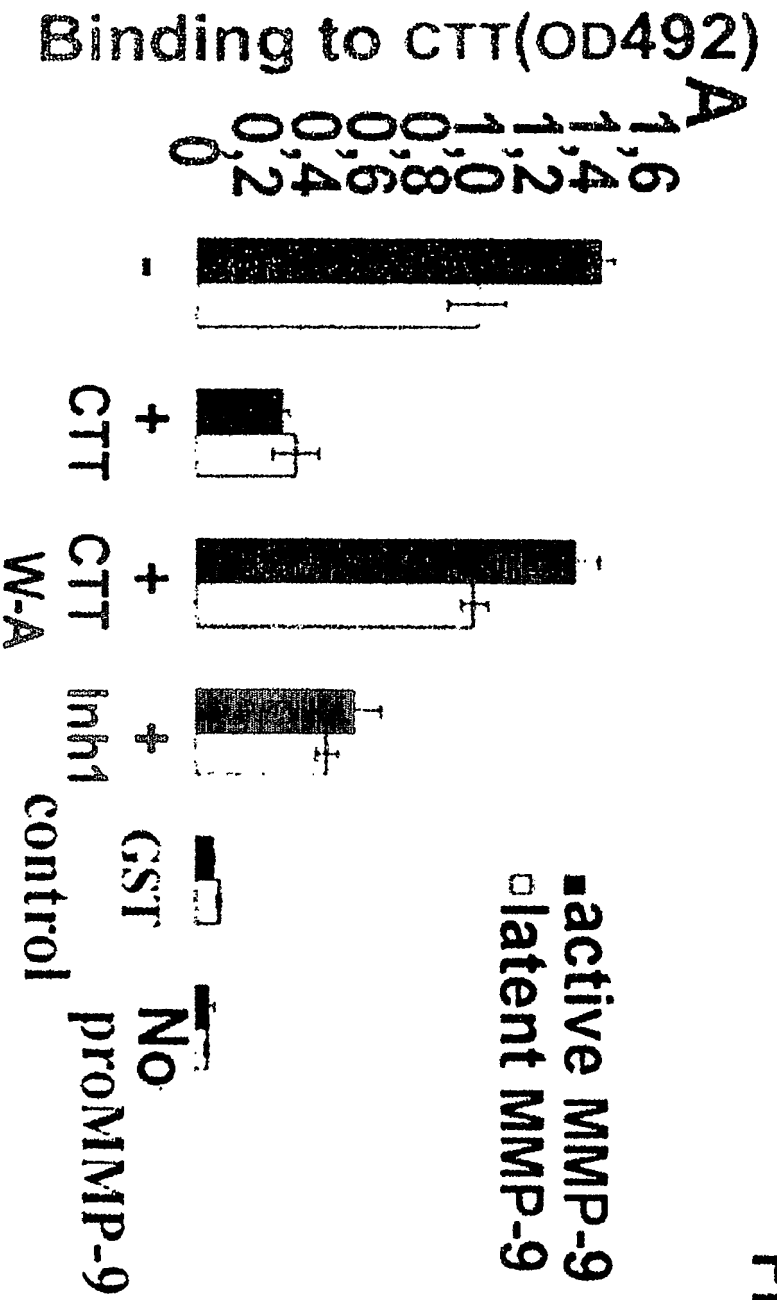 A
Binding to CTT(OD492)
1,6
1,4
1,2
1,0
0,8
0,6
0,4
0,2
0
active MMP-9
latent MMP-9
- + + + GST No
CTT CTT Inh1 control proMMP-9
W-A